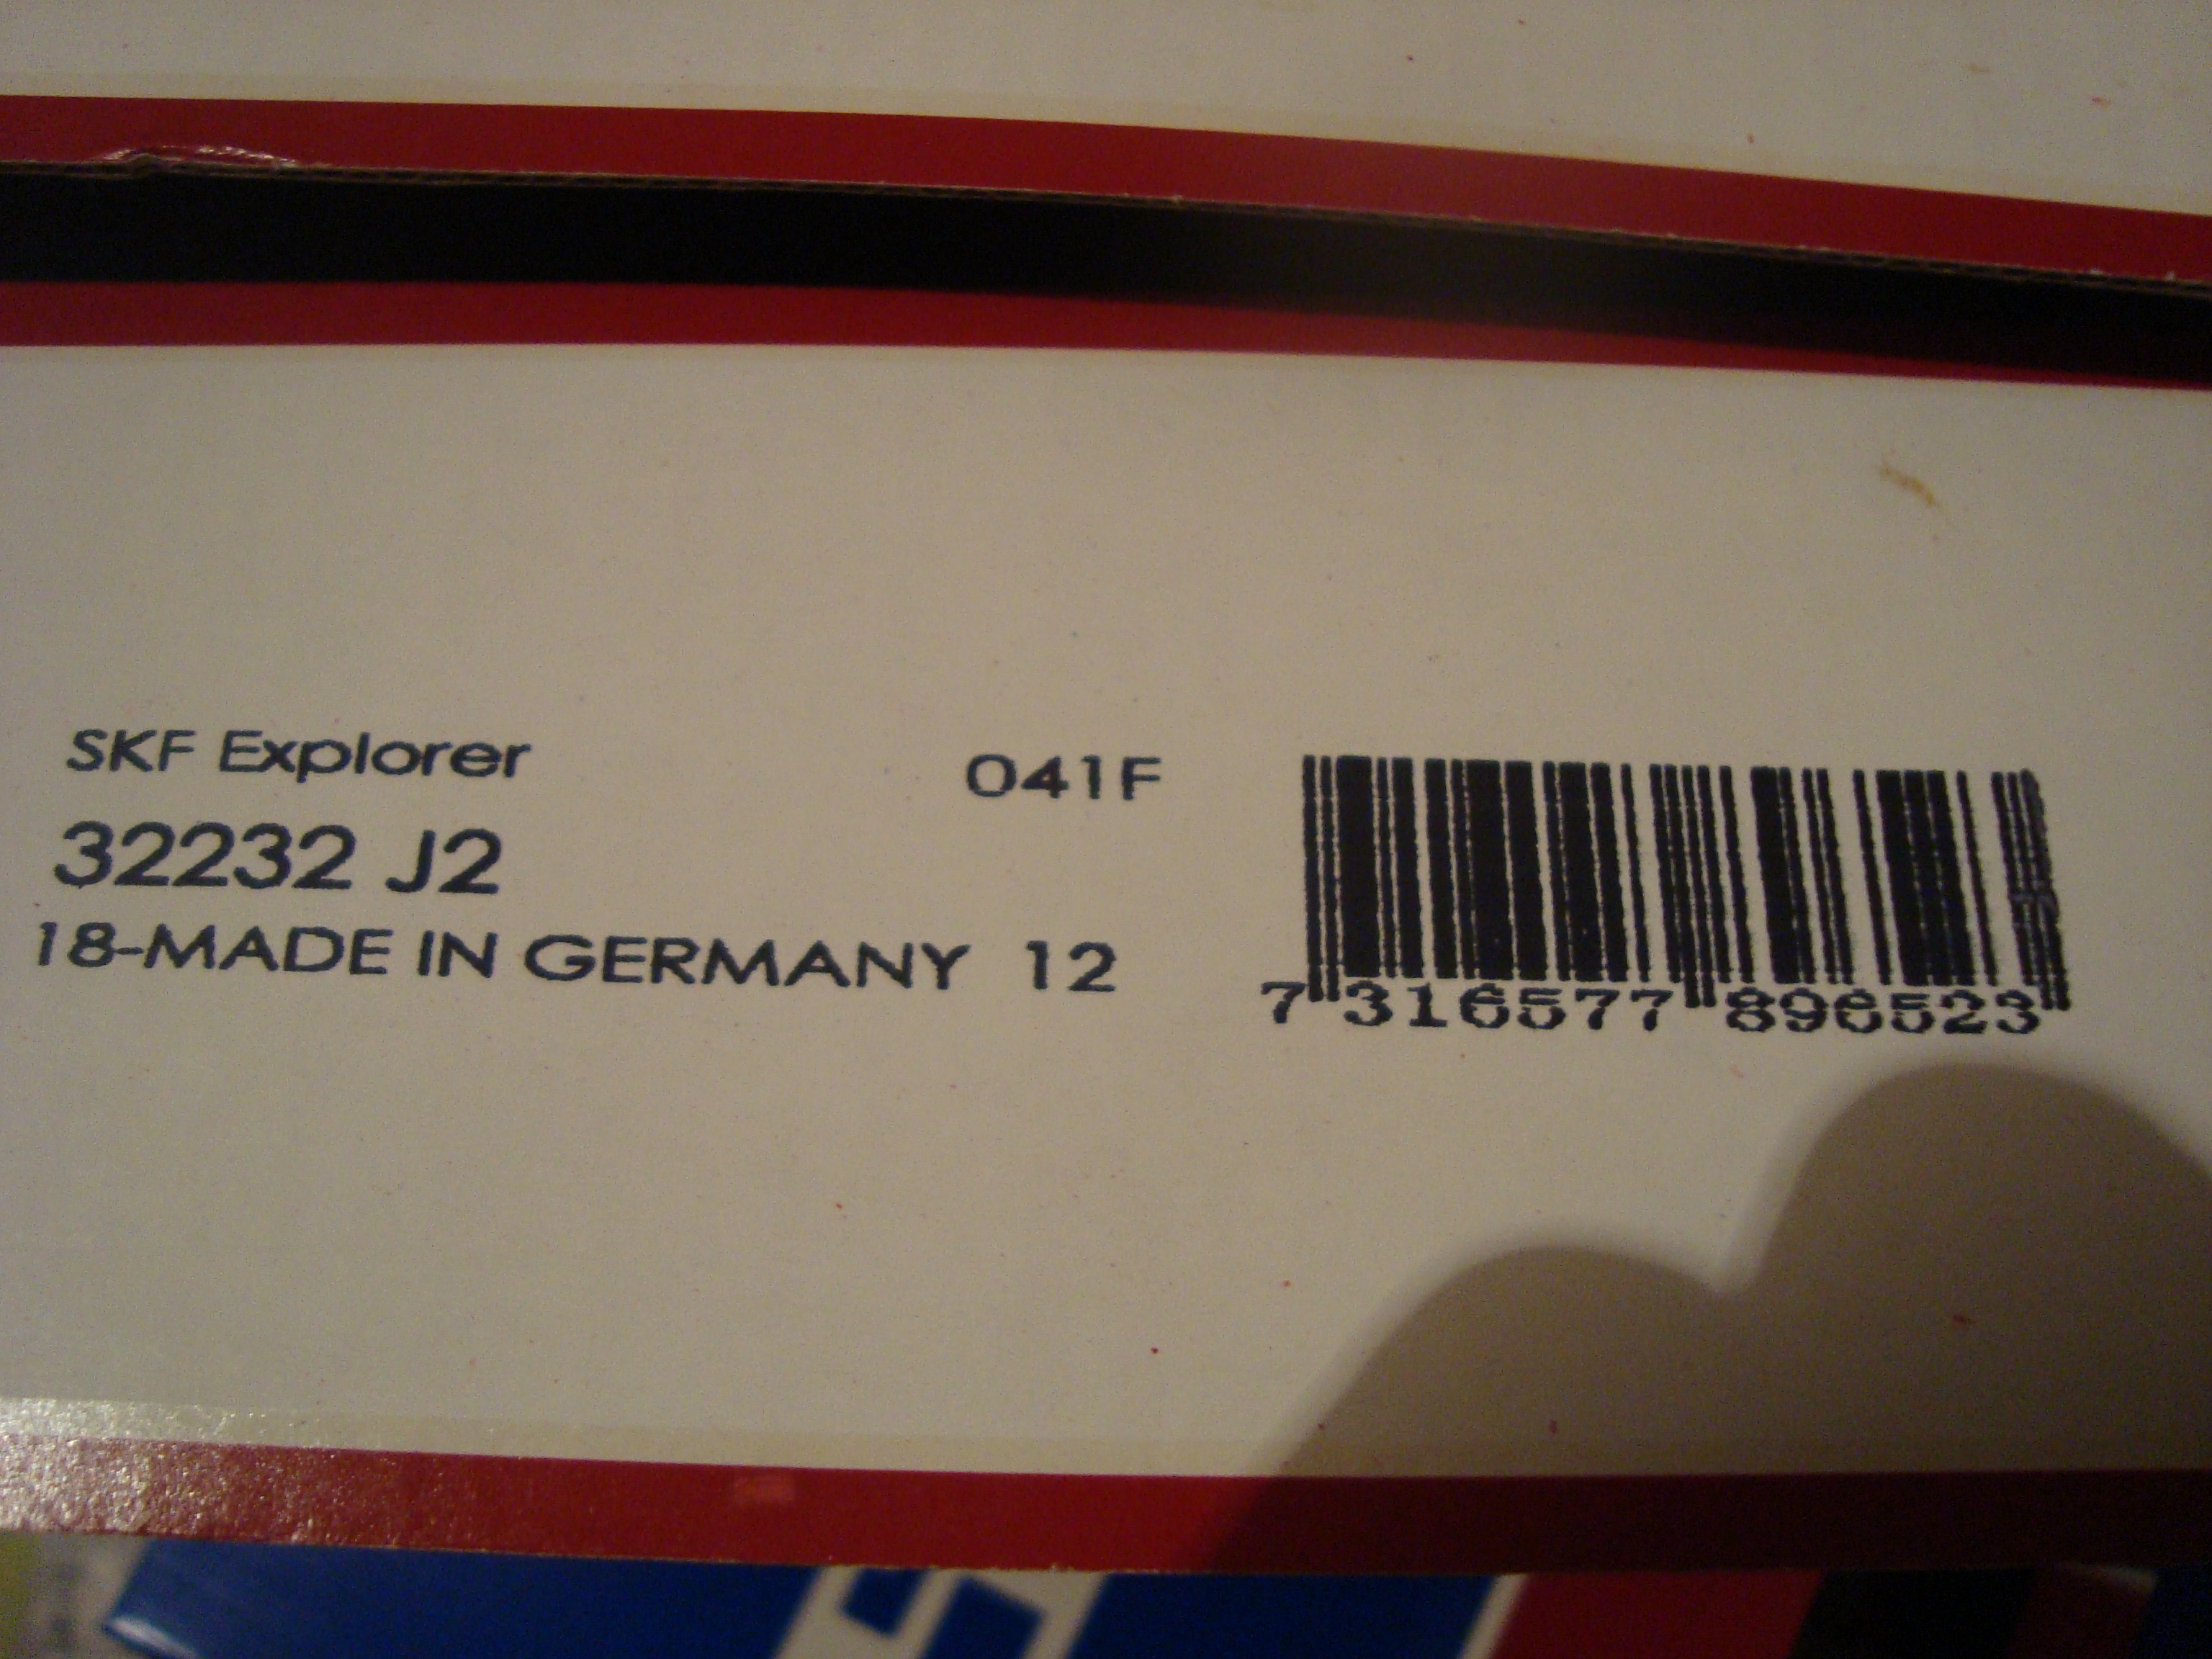 SKF Explorer
041F
32232 J2
18-MADE IN GERMANY 12
7 316577 896523